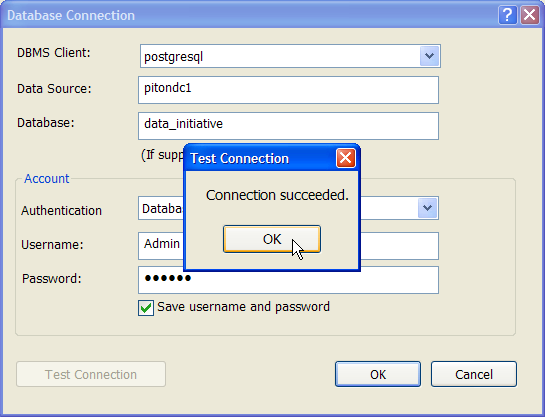 Database Connection
DBMS Client:
postgresql
Data Source:
pitondc1
Database:
data_initiative
(If supp
Test Connection
Connection succeeded.
OK
Account
Authentication
Databa
Username:
Admin
Password:
●●●●●●
Save username and password
Test Connection
OK
Cancel